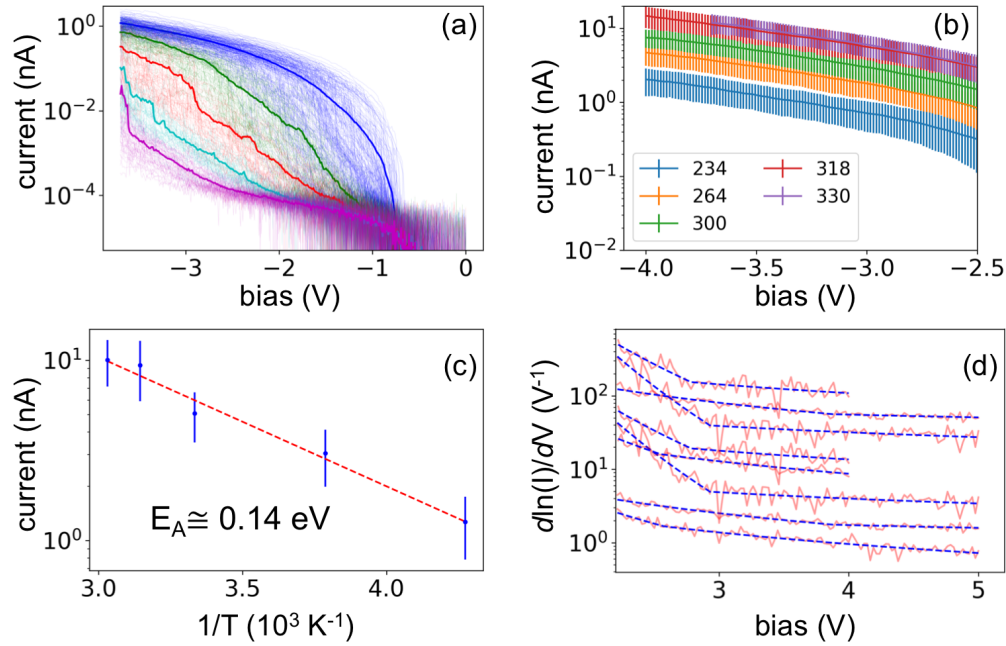 (a)
current (nA)
10⁰
10⁻²
10⁻⁴
−3
−2
−1
0
bias (V)
(b)
current (nA)
10¹
10⁰
10⁻¹
10⁻²
234
318
264
330
300
−4.0
−3.5
−3.0
−2.5
bias (V)
(c)
current (nA)
10¹
10⁰
E_A≅ 0.14 eV
3.0
3.5
4.0
1/T (10³ K⁻¹)
(d)
dln(I)/dV (V⁻¹)
10²
10¹
10⁰
3
4
5
bias (V)